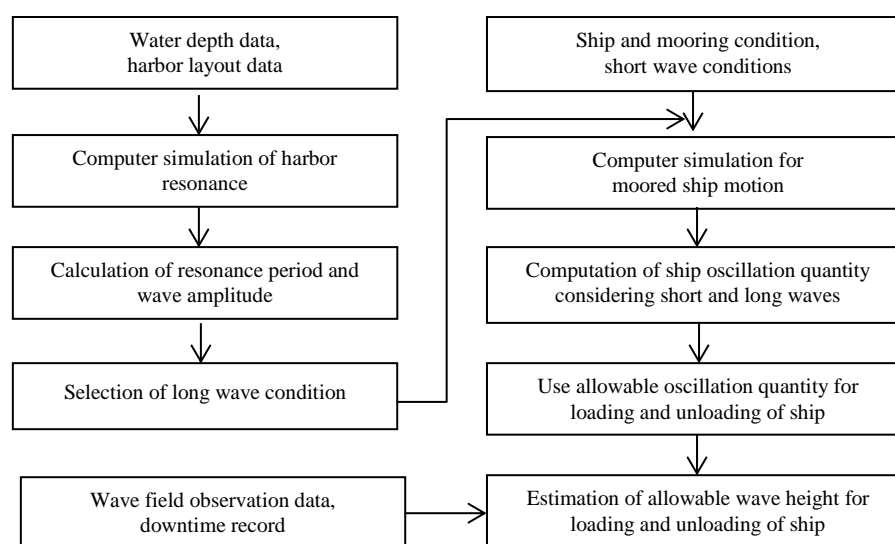 Water depth data,
harbor layout data
Computer simulation of harbor
resonance
Calculation of resonance period and
wave amplitude
Selection of long wave condition
Wave field observation data,
downtime record
Ship and mooring condition,
short wave conditions
Computer simulation for
moored ship motion
Computation of ship oscillation quantity
considering short and long waves
Use allowable oscillation quantity for
loading and unloading of ship
Estimation of allowable wave height for
loading and unloading of ship